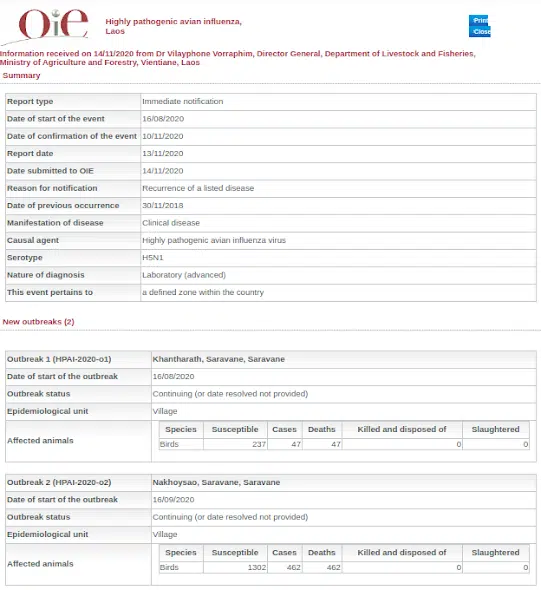 Oie
Highly pathogenic avian influenza,
Laos
Print
Close
Information received on 14/11/2020 from Dr Vilayphone Vorraphim, Director General, Department of Livestock and Fisheries,
Ministry of Agriculture and Forestry, Vientiane, Laos
Summary
Report type Immediate notification
Date of start of the event 16/08/2020
Date of confirmation of the event 10/11/2020
Report date 13/11/2020
Date submitted to OIE 14/11/2020
Reason for notification Recurrence of a listed disease
Date of previous occurrence 30/11/2018
Manifestation of disease Clinical disease
Causal agent Highly pathogenic avian influenza virus
Serotype H5N1
Nature of diagnosis Laboratory (advanced)
This event pertains to a defined zone within the country
New outbreaks (2)
Outbreak 1 (HPAI-2020-o1) Khantharath, Saravane, Saravane
Date of start of the outbreak 16/08/2020
Outbreak status Continuing (or date resolved not provided)
Epidemiological unit Village
Affected animals
Species Susceptible Cases Deaths Killed and disposed of Slaughtered
Birds 237 47 47 0 0
Outbreak 2 (HPAI-2020-o2) Nakhoysao, Saravane, Saravane
Date of start of the outbreak 16/09/2020
Outbreak status Continuing (or date resolved not provided)
Epidemiological unit Village
Affected animals
Species Susceptible Cases Deaths Killed and disposed of Slaughtered
Birds 1302 462 462 0 0